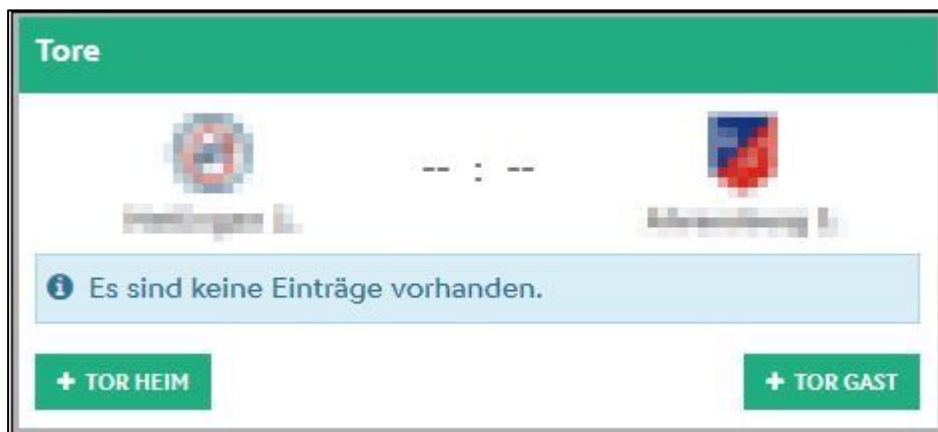 Tore
-- : --
Es sind keine Einträge vorhanden.
+ TOR HEIM
+ TOR GAST